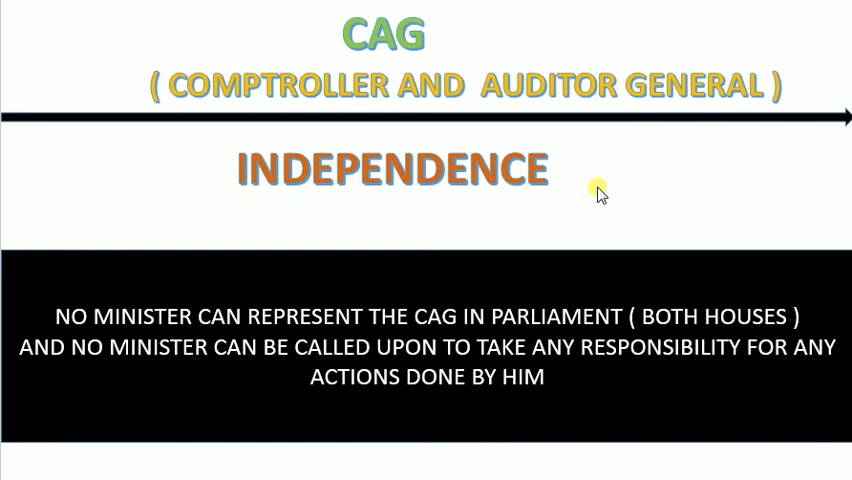 CAG
( COMPTROLLER AND AUDITOR GENERAL )
INDEPENDENCE
NO MINISTER CAN REPRESENT THE CAG IN PARLIAMENT ( BOTH HOUSES )
AND NO MINISTER CAN BE CALLED UPON TO TAKE ANY RESPONSIBILITY FOR ANY
ACTIONS DONE BY HIM